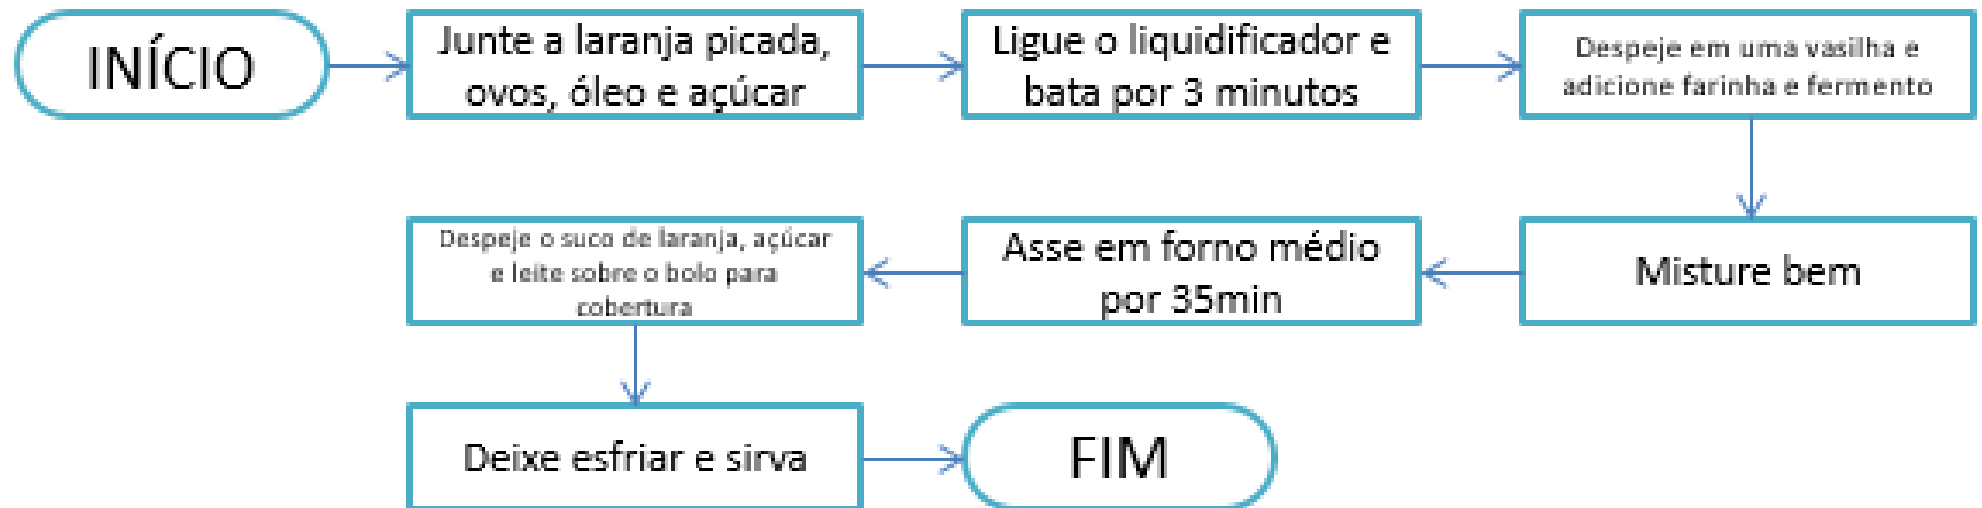 INÍCIO
Junte a laranja picada,
ovos, óleo e açúcar
Ligue o liquidificador e
bata por 3 minutos
Despeje em uma vasilha e
adicione farinha e fermento
Misture bem
Asse em forno médio
por 35min
Despeje o suco de laranja, açúcar
e leite sobre o bolo para
cobertura
Deixe esfriar e sirva
FIM